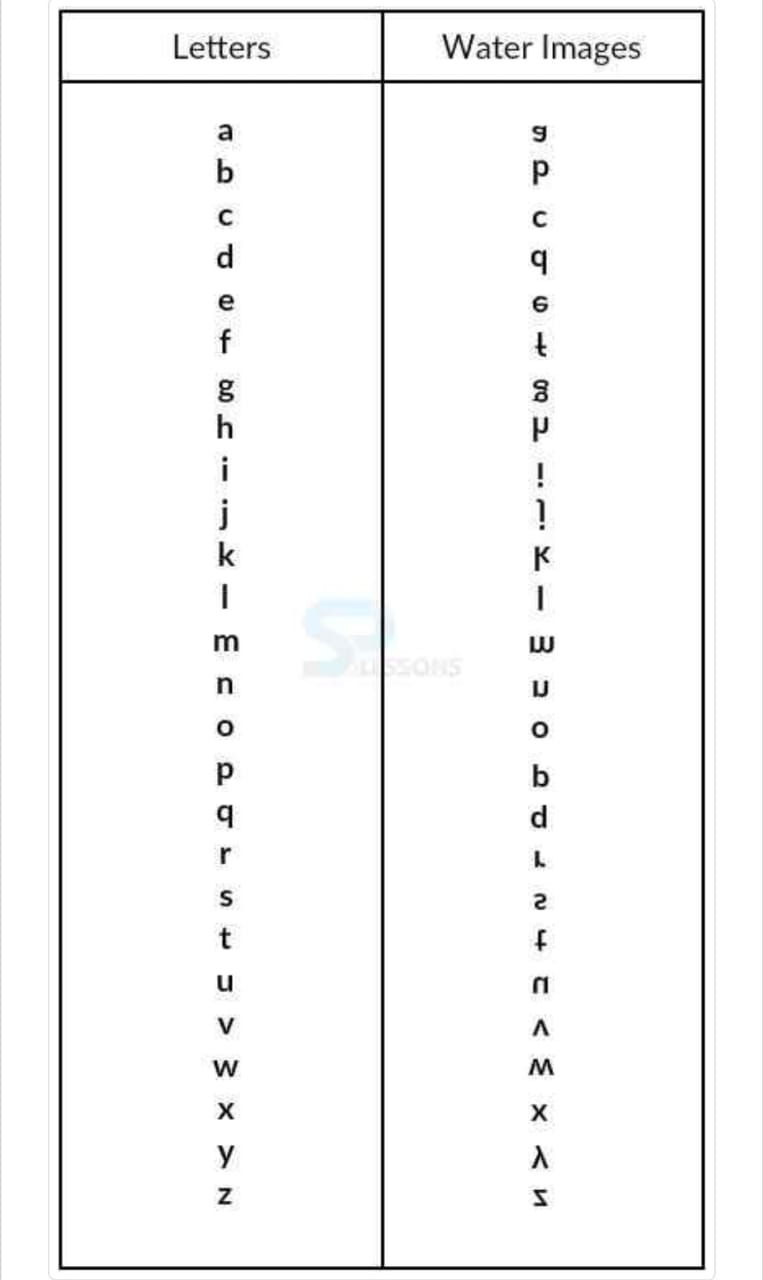 Letters Water Images
a ɐ
b p
c c
d q
e ɘ
f ɟ
g
h µ
i !
j
k
l l
m ɯ
n
o o
p b
q d
r
s
t
u
v ʌ
w ʍ
x x
y λ
z
SP LESSONS